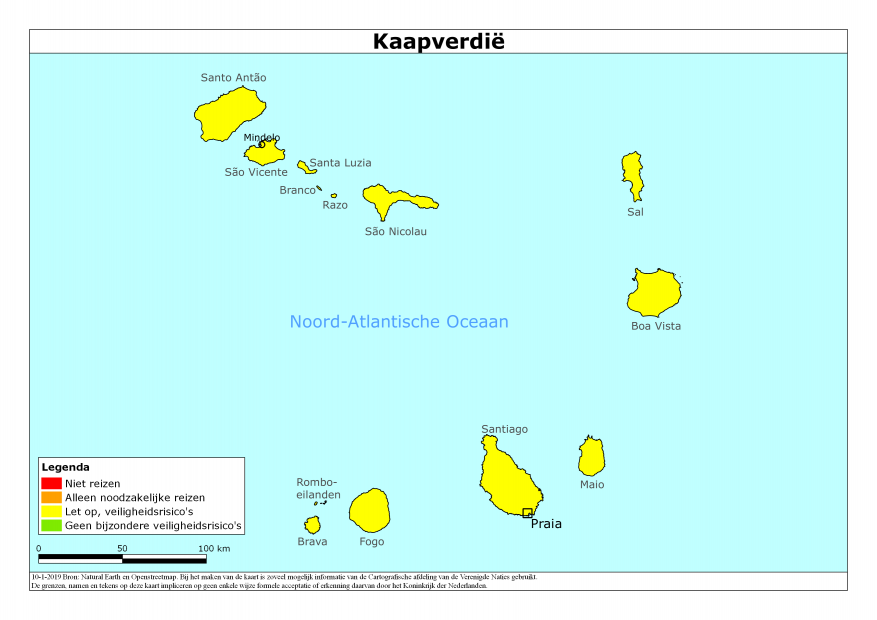 Kaapverdië
Santo Antão
Mindelo
São Vicente
Santa Luzia
Branco
Razo
São Nicolau
Sal
Boa Vista
Noord-Atlantische Oceaan
Santiago
Maio
Praia
Rombo-
eilanden
Brava
Fogo
Legenda
Niet reizen
Alleen noodzakelijke reizen
Let op, veiligheidsrisico's
Geen bijzondere veiligheidsrisico's
0 50 100 km
10-1-2019 Bron: Natural Earth en Openstreetmap. Bij het maken van de kaart is zoveel mogelijk informatie van de Cartografische afdeling van de Verenigde Naties gebruikt.
De grenzen, namen en tekens op deze kaart impliceren op geen enkele wijze formele acceptatie of erkenning daarvan door het Koninkrijk der Nederlanden.